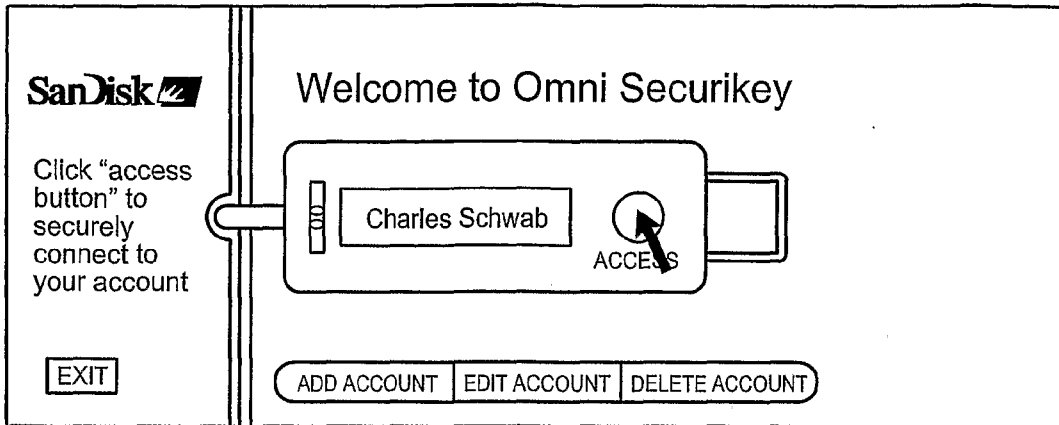 SanDisk
Click “access
button” to
securely
connect to
your account
EXIT
Welcome to Omni Securikey
Charles Schwab
ACCESS
ADD ACCOUNT
EDIT ACCOUNT
DELETE ACCOUNT